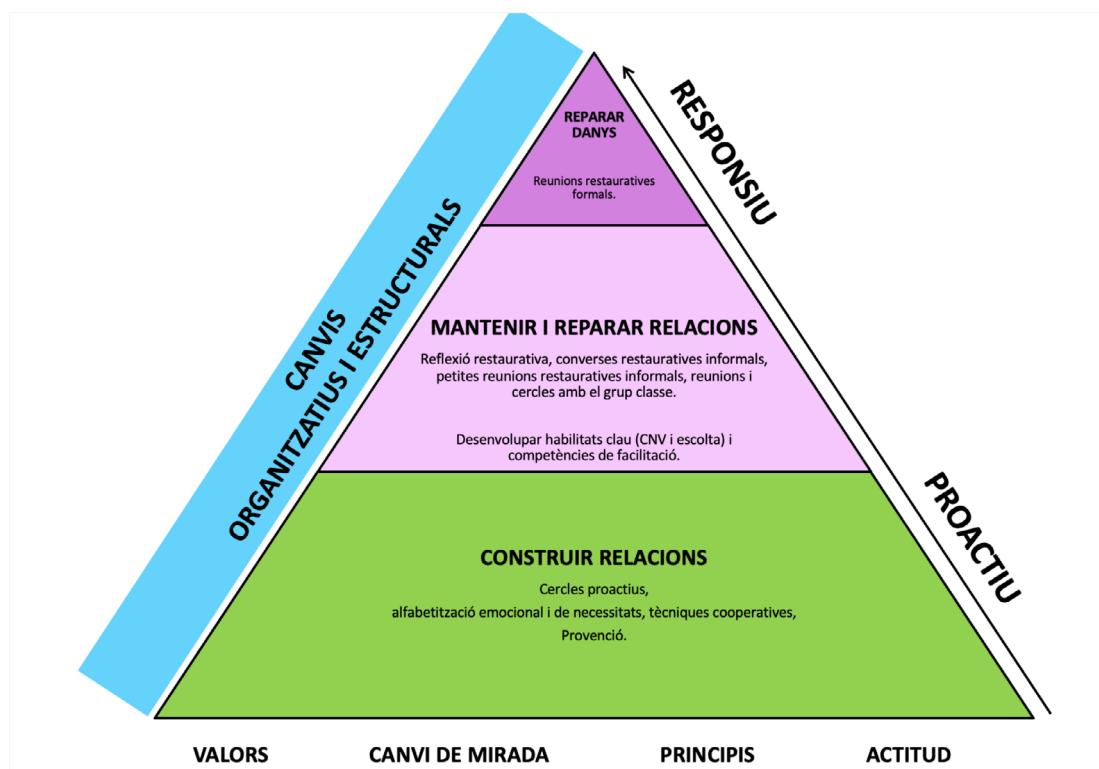 REPARAR
DANYS
Reunions restauratives
formals.
RESPONSIU
CANVIS
ORGANITZATIUS I ESTRUCTURALS
MANTENIR I REPARAR RELACIONS
Reflexió restaurativa, converses restauratives informals,
petites reunions restauratives informals, reunions i
cercles amb el grup classe.
Desenvolupar habilitats clau (CNV i escolta) i
competències de facilitació.
PROACTIU
CONSTRUIR RELACIONS
Cercles proactius,
alfabetització emocional i de necessitats, tècniques cooperatives,
Provenció.
VALORS CANVI DE MIRADA PRINCIPIS ACTITUD